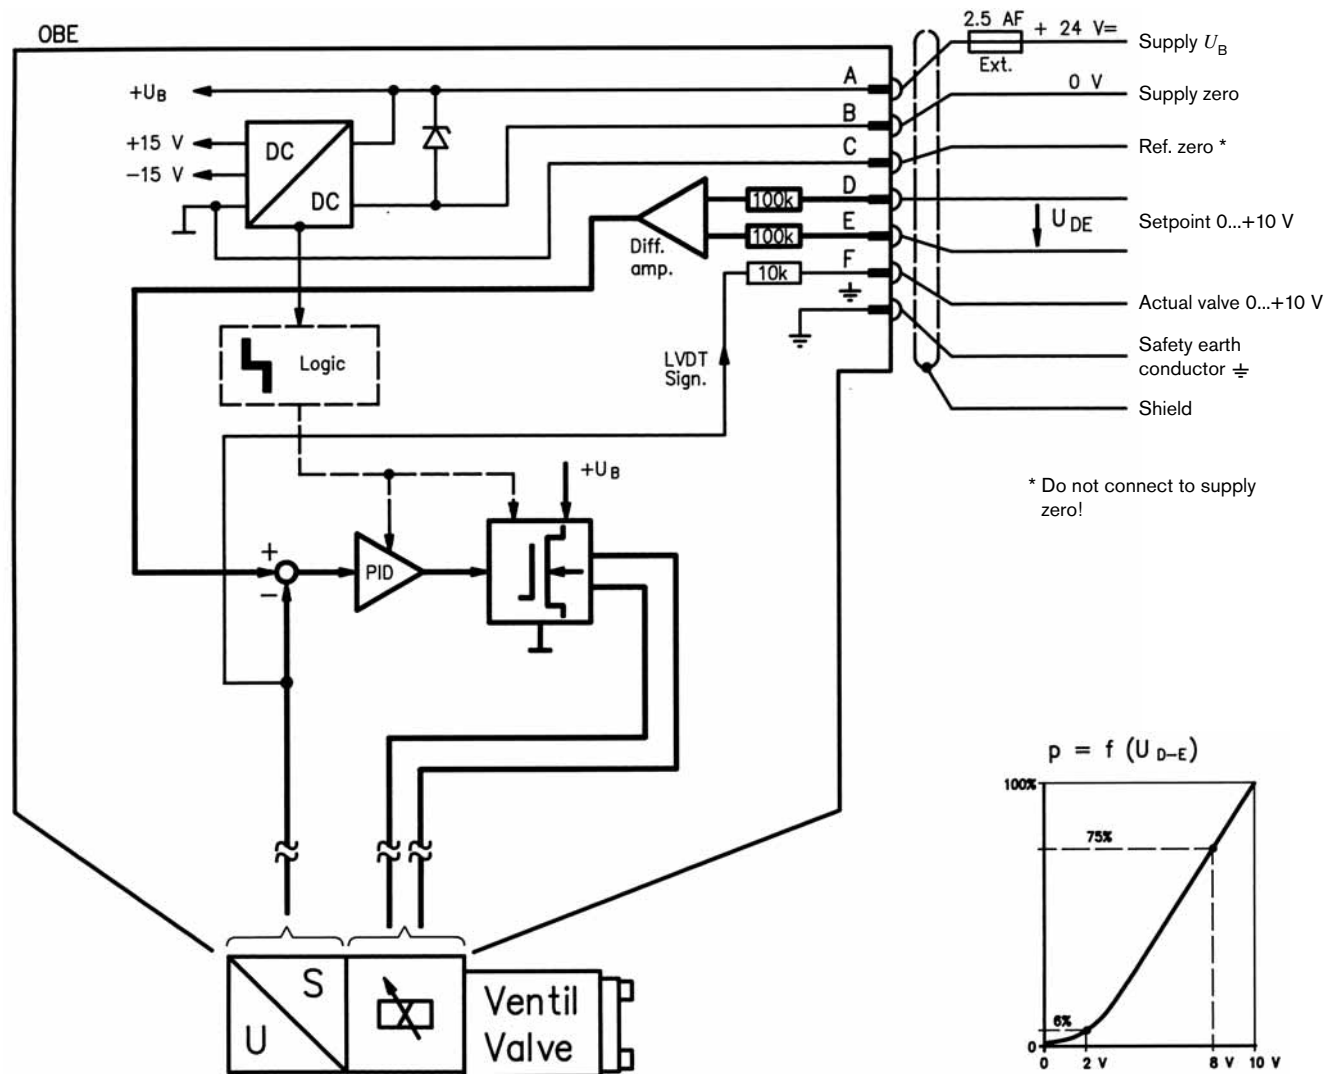 OBE
2.5 AF
+ 24 V=
Ext.
Supply U_B
0 V
Supply zero
Ref. zero *
U DE
Setpoint 0...+10 V
Actual valve 0...+10 V
Safety earth
conductor ⏚
Shield
* Do not connect to supply
zero!
A
B
C
D
E
F
+U_B
+15 V
-15 V
DC
DC
100k
100k
10k
Diff.
amp.
LVDT
Sign.
Logic
+U_B
+
-
PID
S
U
Ventil
Valve
p = f (U D-E)
100%
75%
6%
0
0
2 V
8 V
10 V